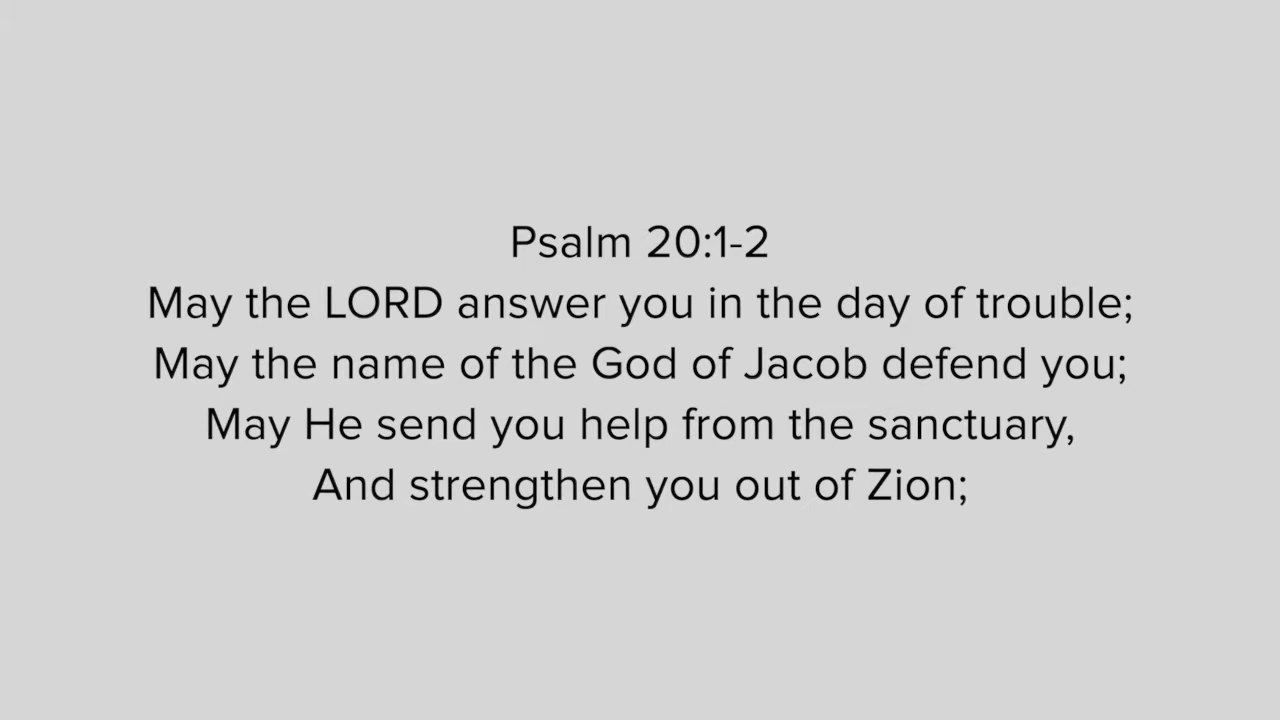 Psalm 20:1-2
May the LORD answer you in the day of trouble;
May the name of the God of Jacob defend you;
May He send you help from the sanctuary,
And strengthen you out of Zion;